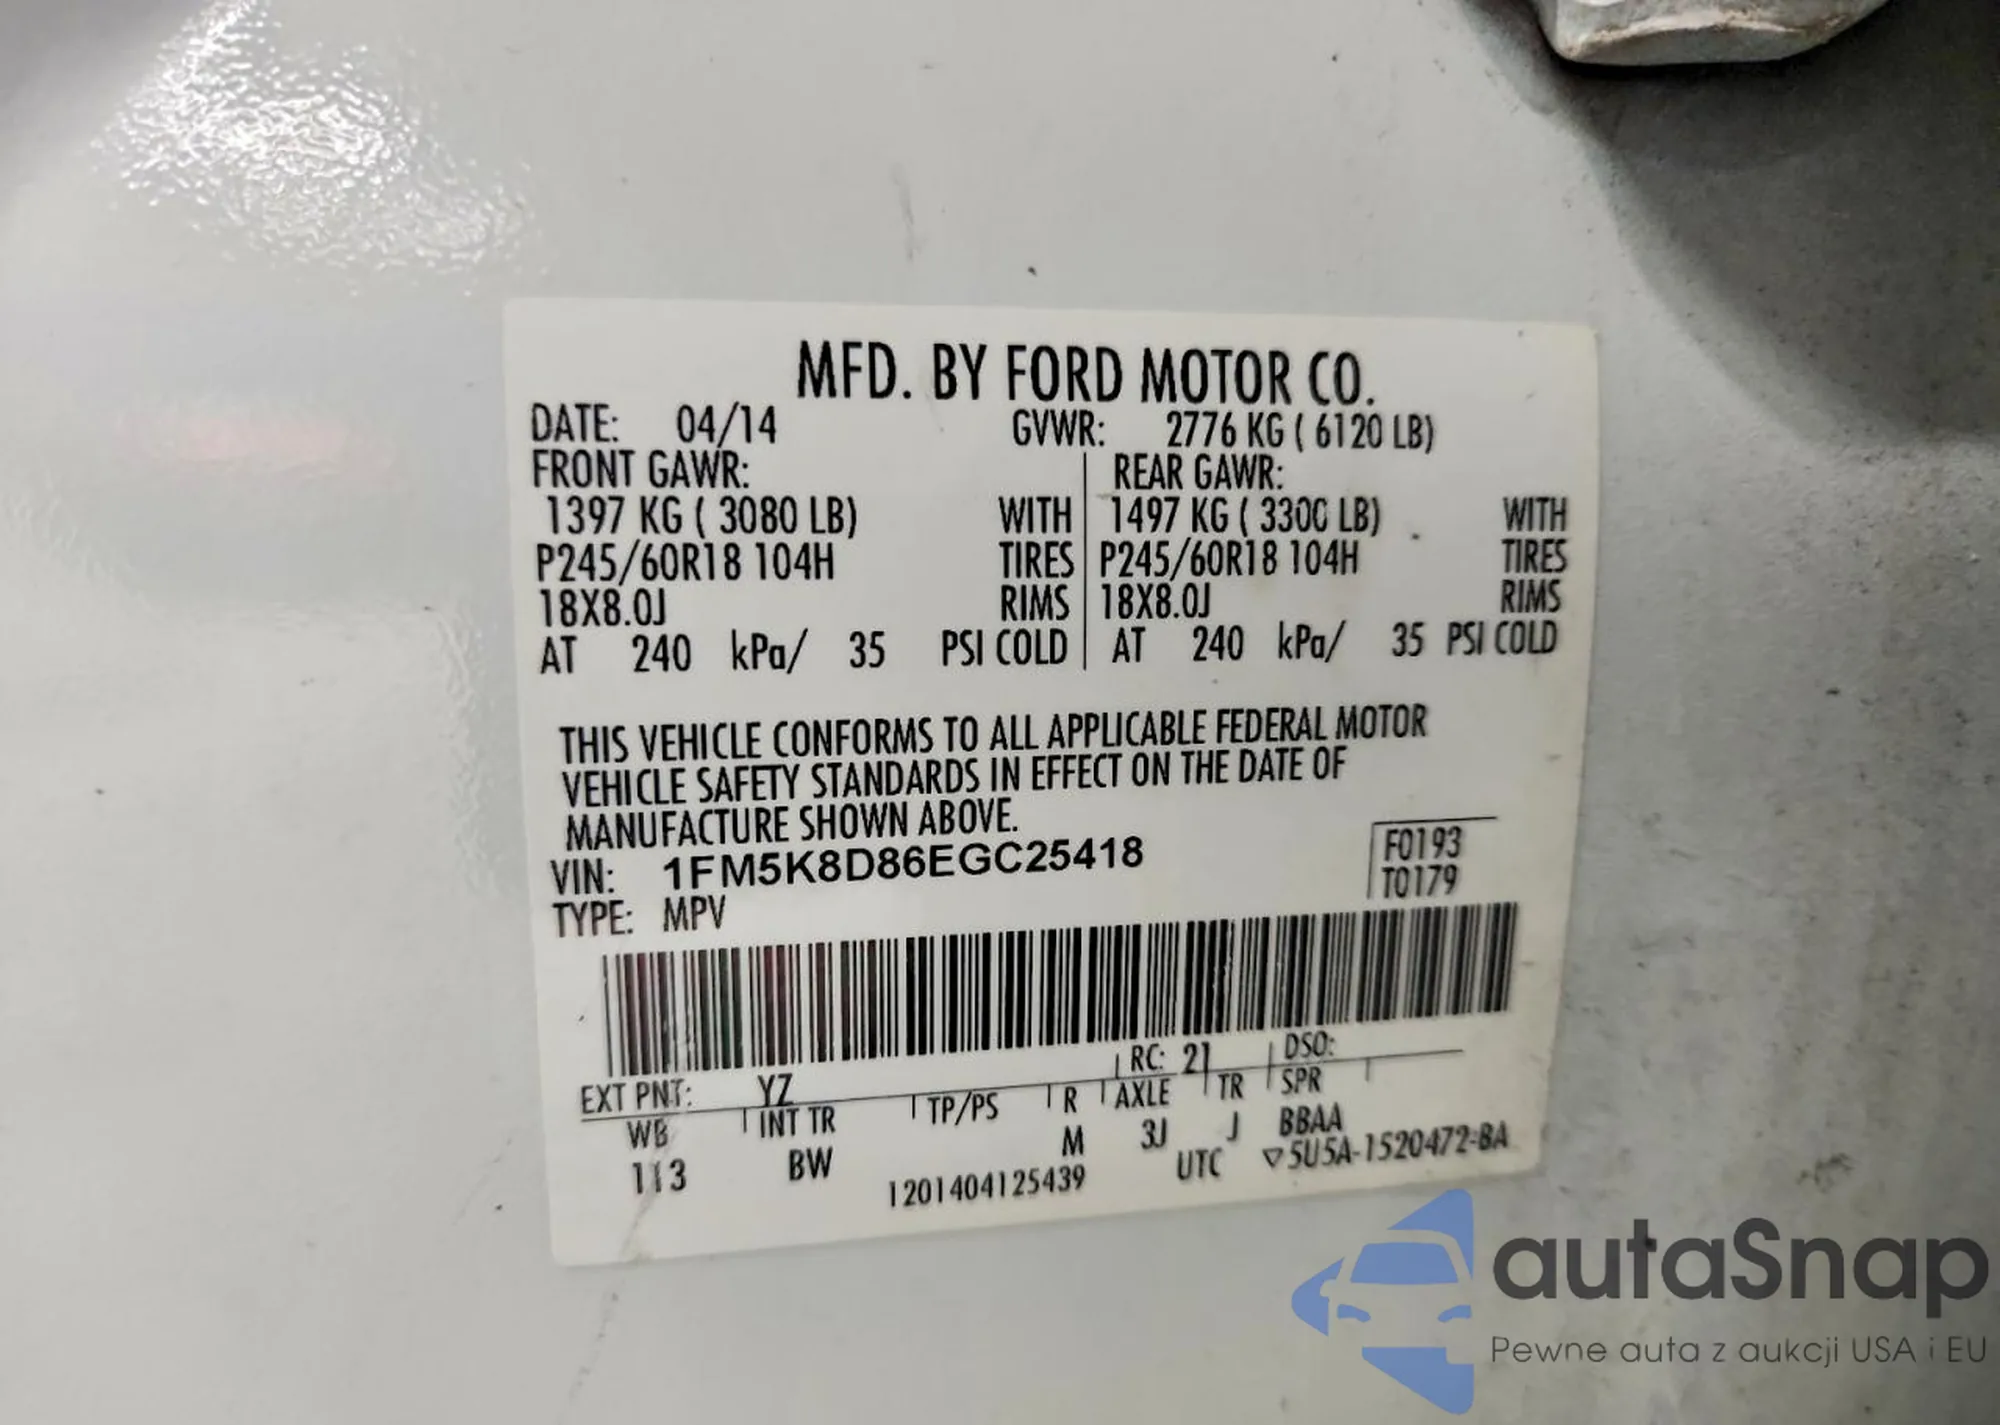 MFD. BY FORD MOTOR CO.
DATE: 04/14 GVWR: 2776 KG ( 6120 LB)
FRONT GAWR: REAR GAWR:
1397 KG ( 3080 LB) WITH 1497 KG ( 3300 LB) WITH
P245/60R18 104H TIRES P245/60R18 104H TIRES
18X8.0J RIMS 18X8.0J RIMS
AT 240 kPa/ 35 PSI COLD AT 240 kPa/ 35 PSI COLD
THIS VEHICLE CONFORMS TO ALL APPLICABLE FEDERAL MOTOR
VEHICLE SAFETY STANDARDS IN EFFECT ON THE DATE OF
MANUFACTURE SHOWN ABOVE.
VIN: 1FM5K8D86EGC25418 F0193
TYPE: MPV T0179
EXT PNT: YZ RC: 21 DSO:
WB INT TR TP/PS R AXLE TR SPR
113 BW M 3J J BBAA
1201404125439 UTC ▽5U5A-1520472-BA
autaSnap
Pewne auta z aukcji USA i EU